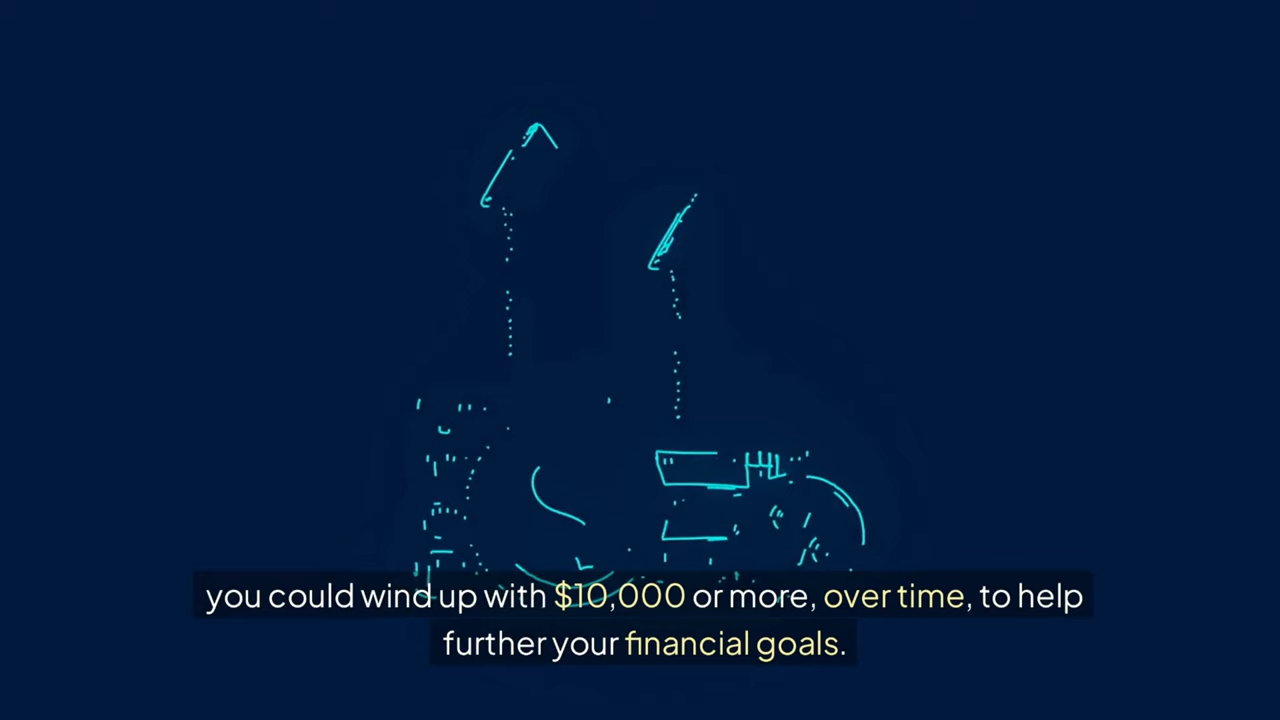 you could wind up with $10,000 or more, over time, to help
further your financial goals.